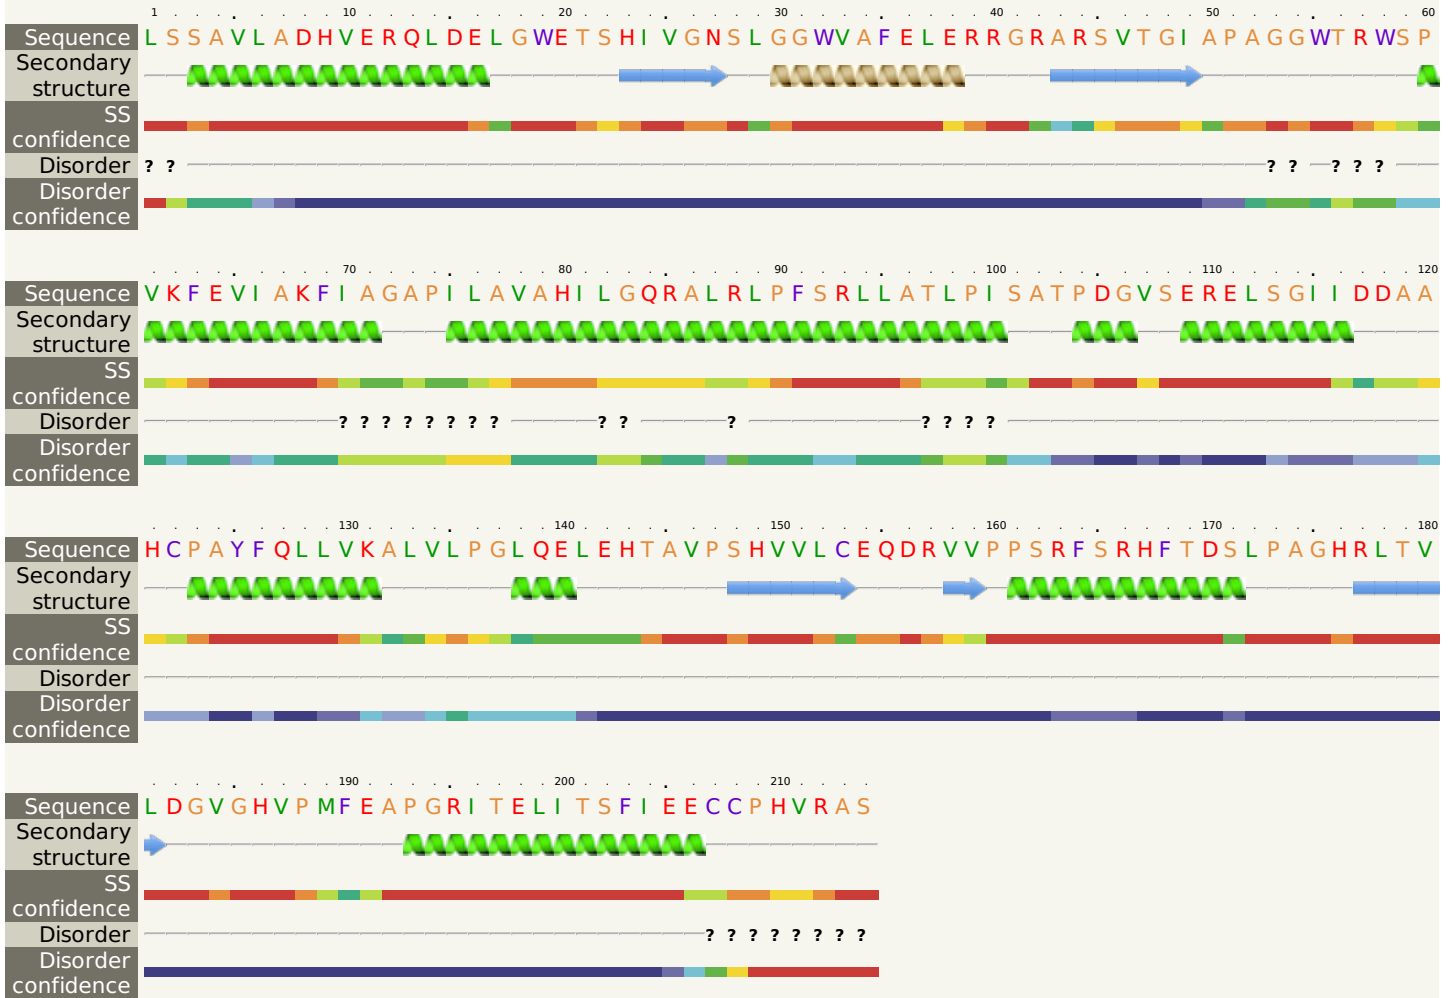 1 10 20 30 40 50 60
Sequence L S S A V L A D H V E R Q L D E L G W E T S H I V G N S L G G W V A F E L E R R G R A R S V T G I A P A G G W T R W S P
Secondary
structure
SS
confidence
Disorder ? ? ? ? ? ? ?
Disorder
confidence
70 80 90 100 110 120
Sequence V K F E V I A K F I A G A P I L A V A H I L G Q R A L R L P F S R L L A T L P I S A T P D G V S E R E L S G I I D D A A
Secondary
structure
SS
confidence
Disorder ? ? ? ? ? ? ? ? ? ? ? ? ? ? ?
Disorder
confidence
130 140 150 160 170 180
Sequence H C P A Y F Q L L V K A L V L P G L Q E L E H T A V P S H V V L C E Q D R V V P P S R F S R H F T D S L P A G H R L T V
Secondary
structure
SS
confidence
Disorder
Disorder
confidence
190 200 210
Sequence L D G V G H V P M F E A P G R I T E L I T S F I E E C C P H V R A S
Secondary
structure
SS
confidence
Disorder ? ? ? ? ? ? ? ?
Disorder
confidence